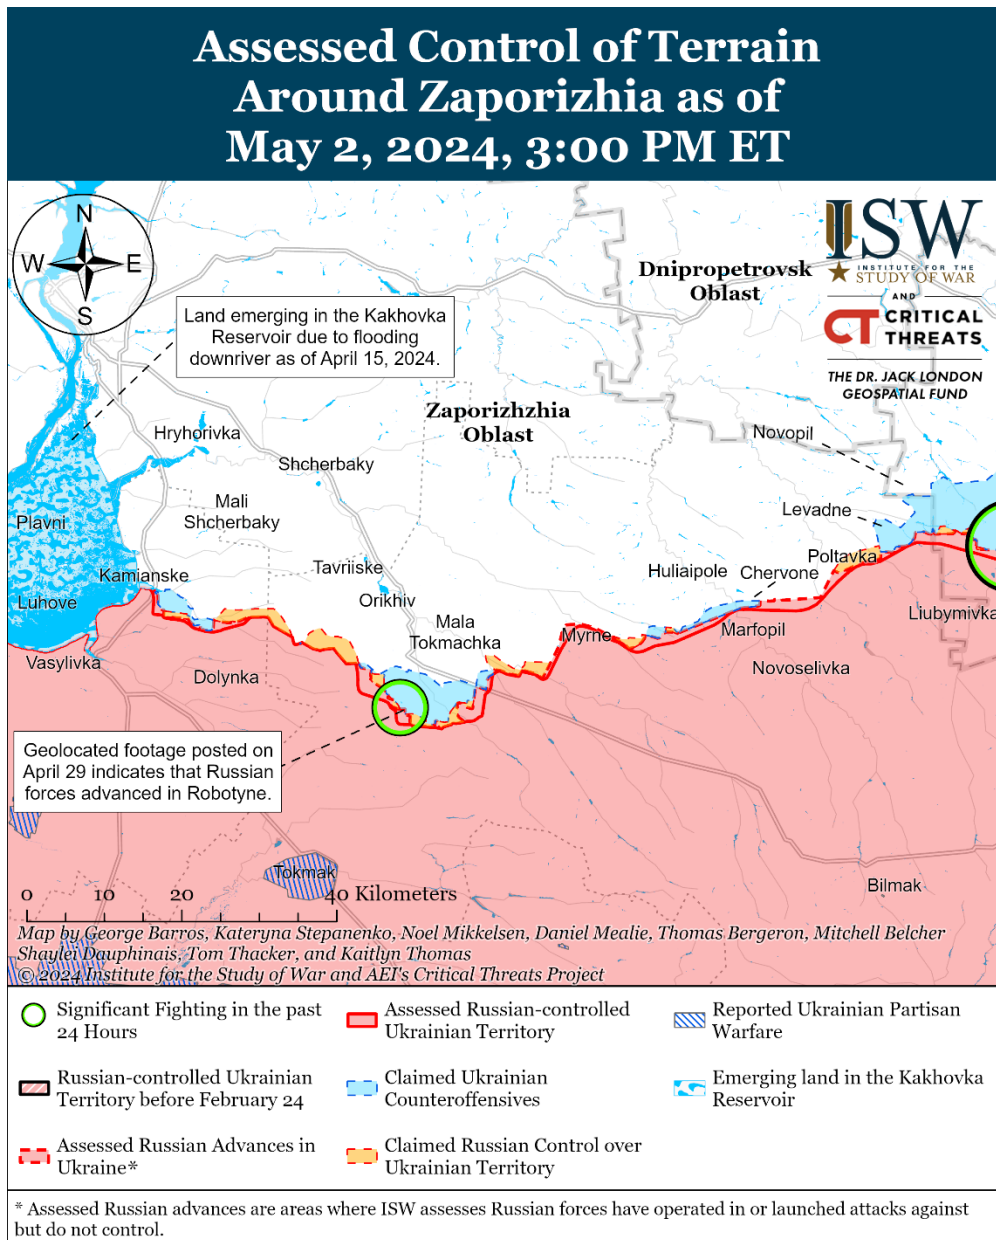 Assessed Control of Terrain
Around Zaporizhia as of
May 2, 2024, 3:00 PM ET
N
W E
S
ISW
INSTITUTE FOR THE
STUDY OF WAR
AND
CT CRITICAL
THREATS
THE DR. JACK LONDON
GEOSPATIAL FUND
Dnipropetrovsk
Oblast
Land emerging in the Kakhovka
Reservoir due to flooding
downriver as of April 15, 2024.
Zaporizhzhia
Oblast
Hryhorivka
Novopil
Shcherbaky
Mali
Shcherbaky
Levadne
Plavni
Poltavka
Tavriiske
Huliaipole
Chervone
Kamianske
Orikhiv
Luhove
Liubymivka
Mala
Tokmachka
Myrne
Marfopil
Vasylivka
Dolynka
Novoselivka
Geolocated footage posted on
April 29 indicates that Russian
forces advanced in Robotyne.
Tokmak
Bilmak
0 10 20 40 Kilometers
Map by George Barros, Kateryna Stepanenko, Noel Mikkelsen, Daniel Mealie, Thomas Bergeron, Mitchell Belcher
Shaylei Dauphinais, Tom Thacker, and Kaitlyn Thomas
© 2024 Institute for the Study of War and AEI's Critical Threats Project
Significant Fighting in the past
24 Hours
Russian-controlled Ukrainian
Territory before February 24
Assessed Russian Advances in
Ukraine*
Assessed Russian-controlled
Ukrainian Territory
Claimed Ukrainian
Counteroffensives
Claimed Russian Control over
Ukrainian Territory
Reported Ukrainian Partisan
Warfare
Emerging land in the Kakhovka
Reservoir
* Assessed Russian advances are areas where ISW assesses Russian forces have operated in or launched attacks against
but do not control.